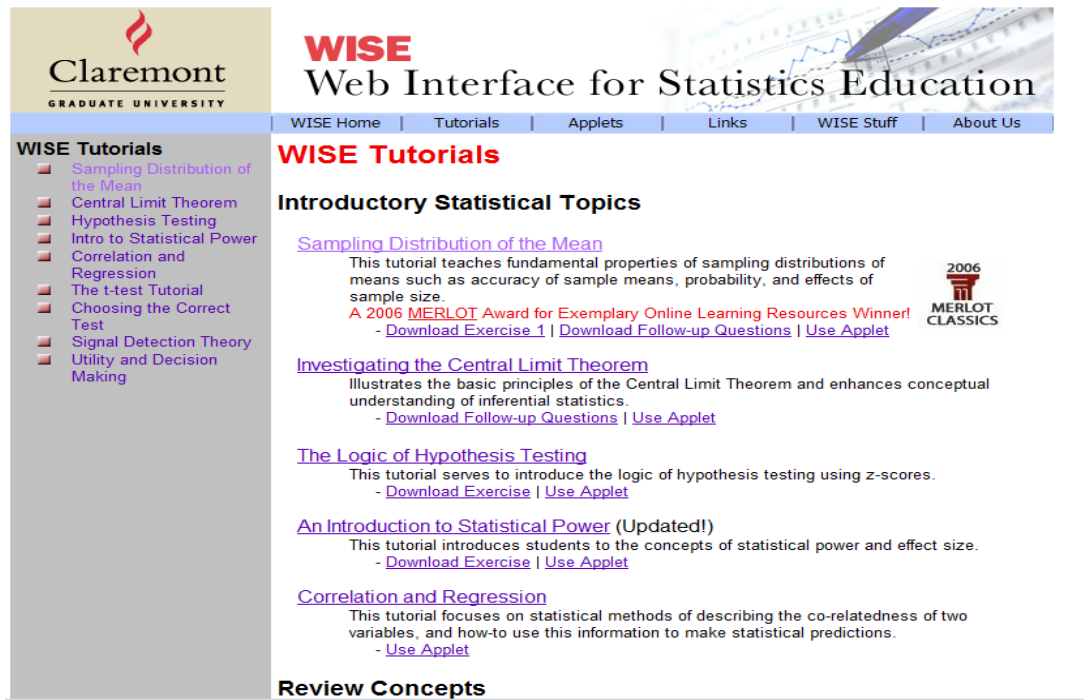 Claremont
GRADUATE UNIVERSITY
WISE
Web Interface for Statistics Education
| WISE Home | Tutorials | Applets | Links | WISE Stuff | About Us |
WISE Tutorials
Sampling Distribution of
the Mean
Central Limit Theorem
Hypothesis Testing
Intro to Statistical Power
Correlation and
Regression
The t-test Tutorial
Choosing the Correct
Test
Signal Detection Theory
Utility and Decision
Making
WISE Tutorials
Introductory Statistical Topics
Sampling Distribution of the Mean
This tutorial teaches fundamental properties of sampling distributions of
means such as accuracy of sample means, probability, and effects of
sample size.
A 2006 MERLOT Award for Exemplary Online Learning Resources Winner!
- Download Exercise 1 | Download Follow-up Questions | Use Applet
2006
MERLOT
CLASSICS
Investigating the Central Limit Theorem
Illustrates the basic principles of the Central Limit Theorem and enhances conceptual
understanding of inferential statistics.
- Download Follow-up Questions | Use Applet
The Logic of Hypothesis Testing
This tutorial serves to introduce the logic of hypothesis testing using z-scores.
- Download Exercise | Use Applet
An Introduction to Statistical Power (Updated!)
This tutorial introduces students to the concepts of statistical power and effect size.
- Download Exercise | Use Applet
Correlation and Regression
This tutorial focuses on statistical methods of describing the co-relatedness of two
variables, and how-to use this information to make statistical predictions.
- Use Applet
Review Concepts